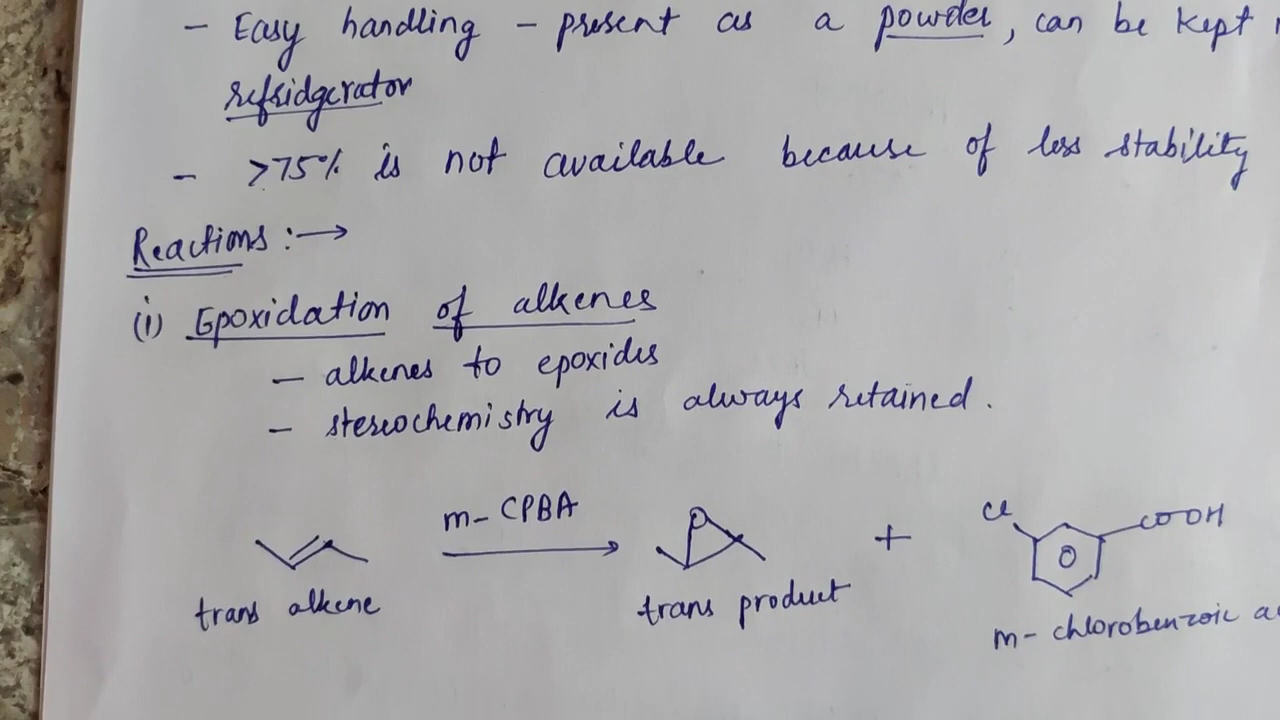 - Easy handling - present as a powder, can be kept
refridgerator
- >75% is not available because of less stability
Reactions :→
(i) Epoxidation of alkenes
- alkenes to epoxides
- stereochemistry is always retained.
m- CPBA
O
+
Cl
COOH
trans alkene
trans product
m- chlorobenzoic